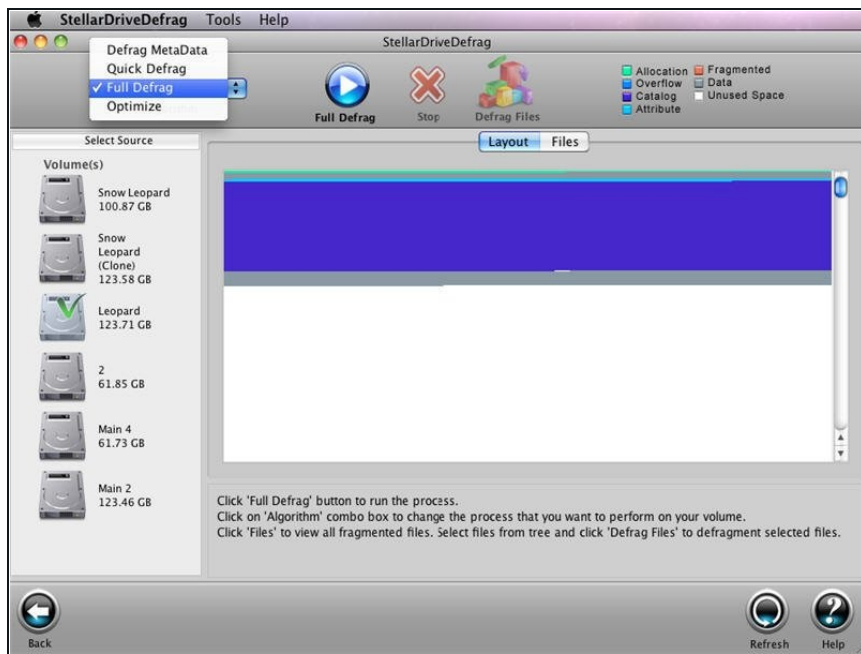 StellarDriveDefrag Tools Help
StellarDriveDefrag
Defrag MetaData
Quick Defrag
✓ Full Defrag
Optimize
Full Defrag
Stop
Defrag Files
Allocation
Overflow
Catalog
Attribute
Fragmented
Data
Unused Space
Select Source
Layout Files
Volume(s)
Snow Leopard
100.87 GB
Snow
Leopard
(Clone)
123.58 GB
Leopard
123.71 GB
2
61.85 GB
Main 4
61.73 GB
Main 2
123.46 GB
Click 'Full Defrag' button to run the process.
Click on 'Algorithm' combo box to change the process that you want to perform on your volume.
Click 'Files' to view all fragmented files. Select files from tree and click 'Defrag Files' to defragment selected files.
Back
Refresh
Help